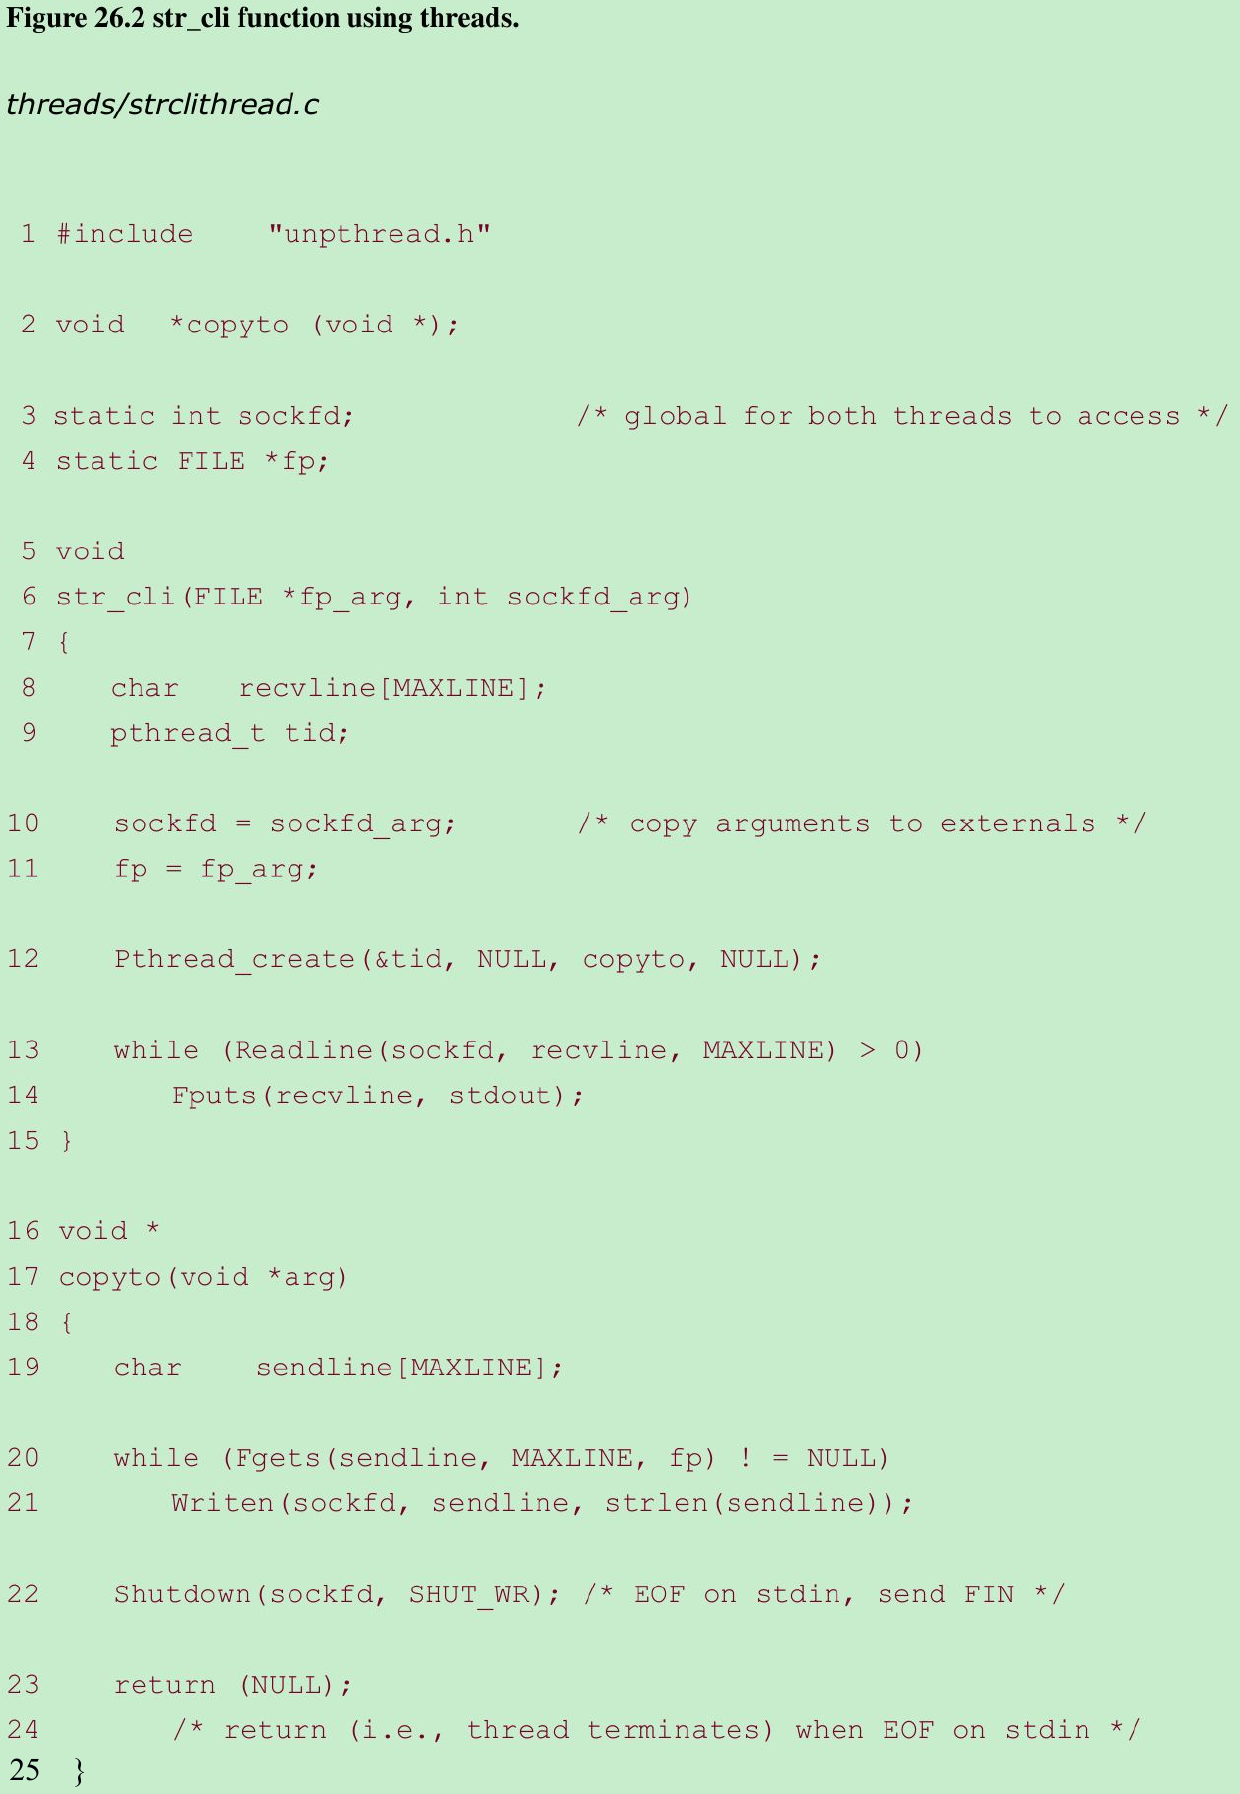 Figure 26.2 str_cli function using threads.
threads/strclithread.c
1 #include "unpthread.h"
2 void *copyto (void *);
3 static int sockfd; /* global for both threads to access */
4 static FILE *fp;
5 void
6 str_cli(FILE *fp_arg, int sockfd_arg)
7 {
8 char recvline[MAXLINE];
9 pthread_t tid;
10 sockfd = sockfd_arg; /* copy arguments to externals */
11 fp = fp_arg;
12 Pthread_create(&tid, NULL, copyto, NULL);
13 while (Readline(sockfd, recvline, MAXLINE) > 0)
14 Fputs(recvline, stdout);
15 }
16 void *
17 copyto(void *arg)
18 {
19 char sendline[MAXLINE];
20 while (Fgets(sendline, MAXLINE, fp) ! = NULL)
21 Writen(sockfd, sendline, strlen(sendline));
22 Shutdown(sockfd, SHUT_WR); /* EOF on stdin, send FIN */
23 return (NULL);
24 /* return (i.e., thread terminates) when EOF on stdin */
25 }